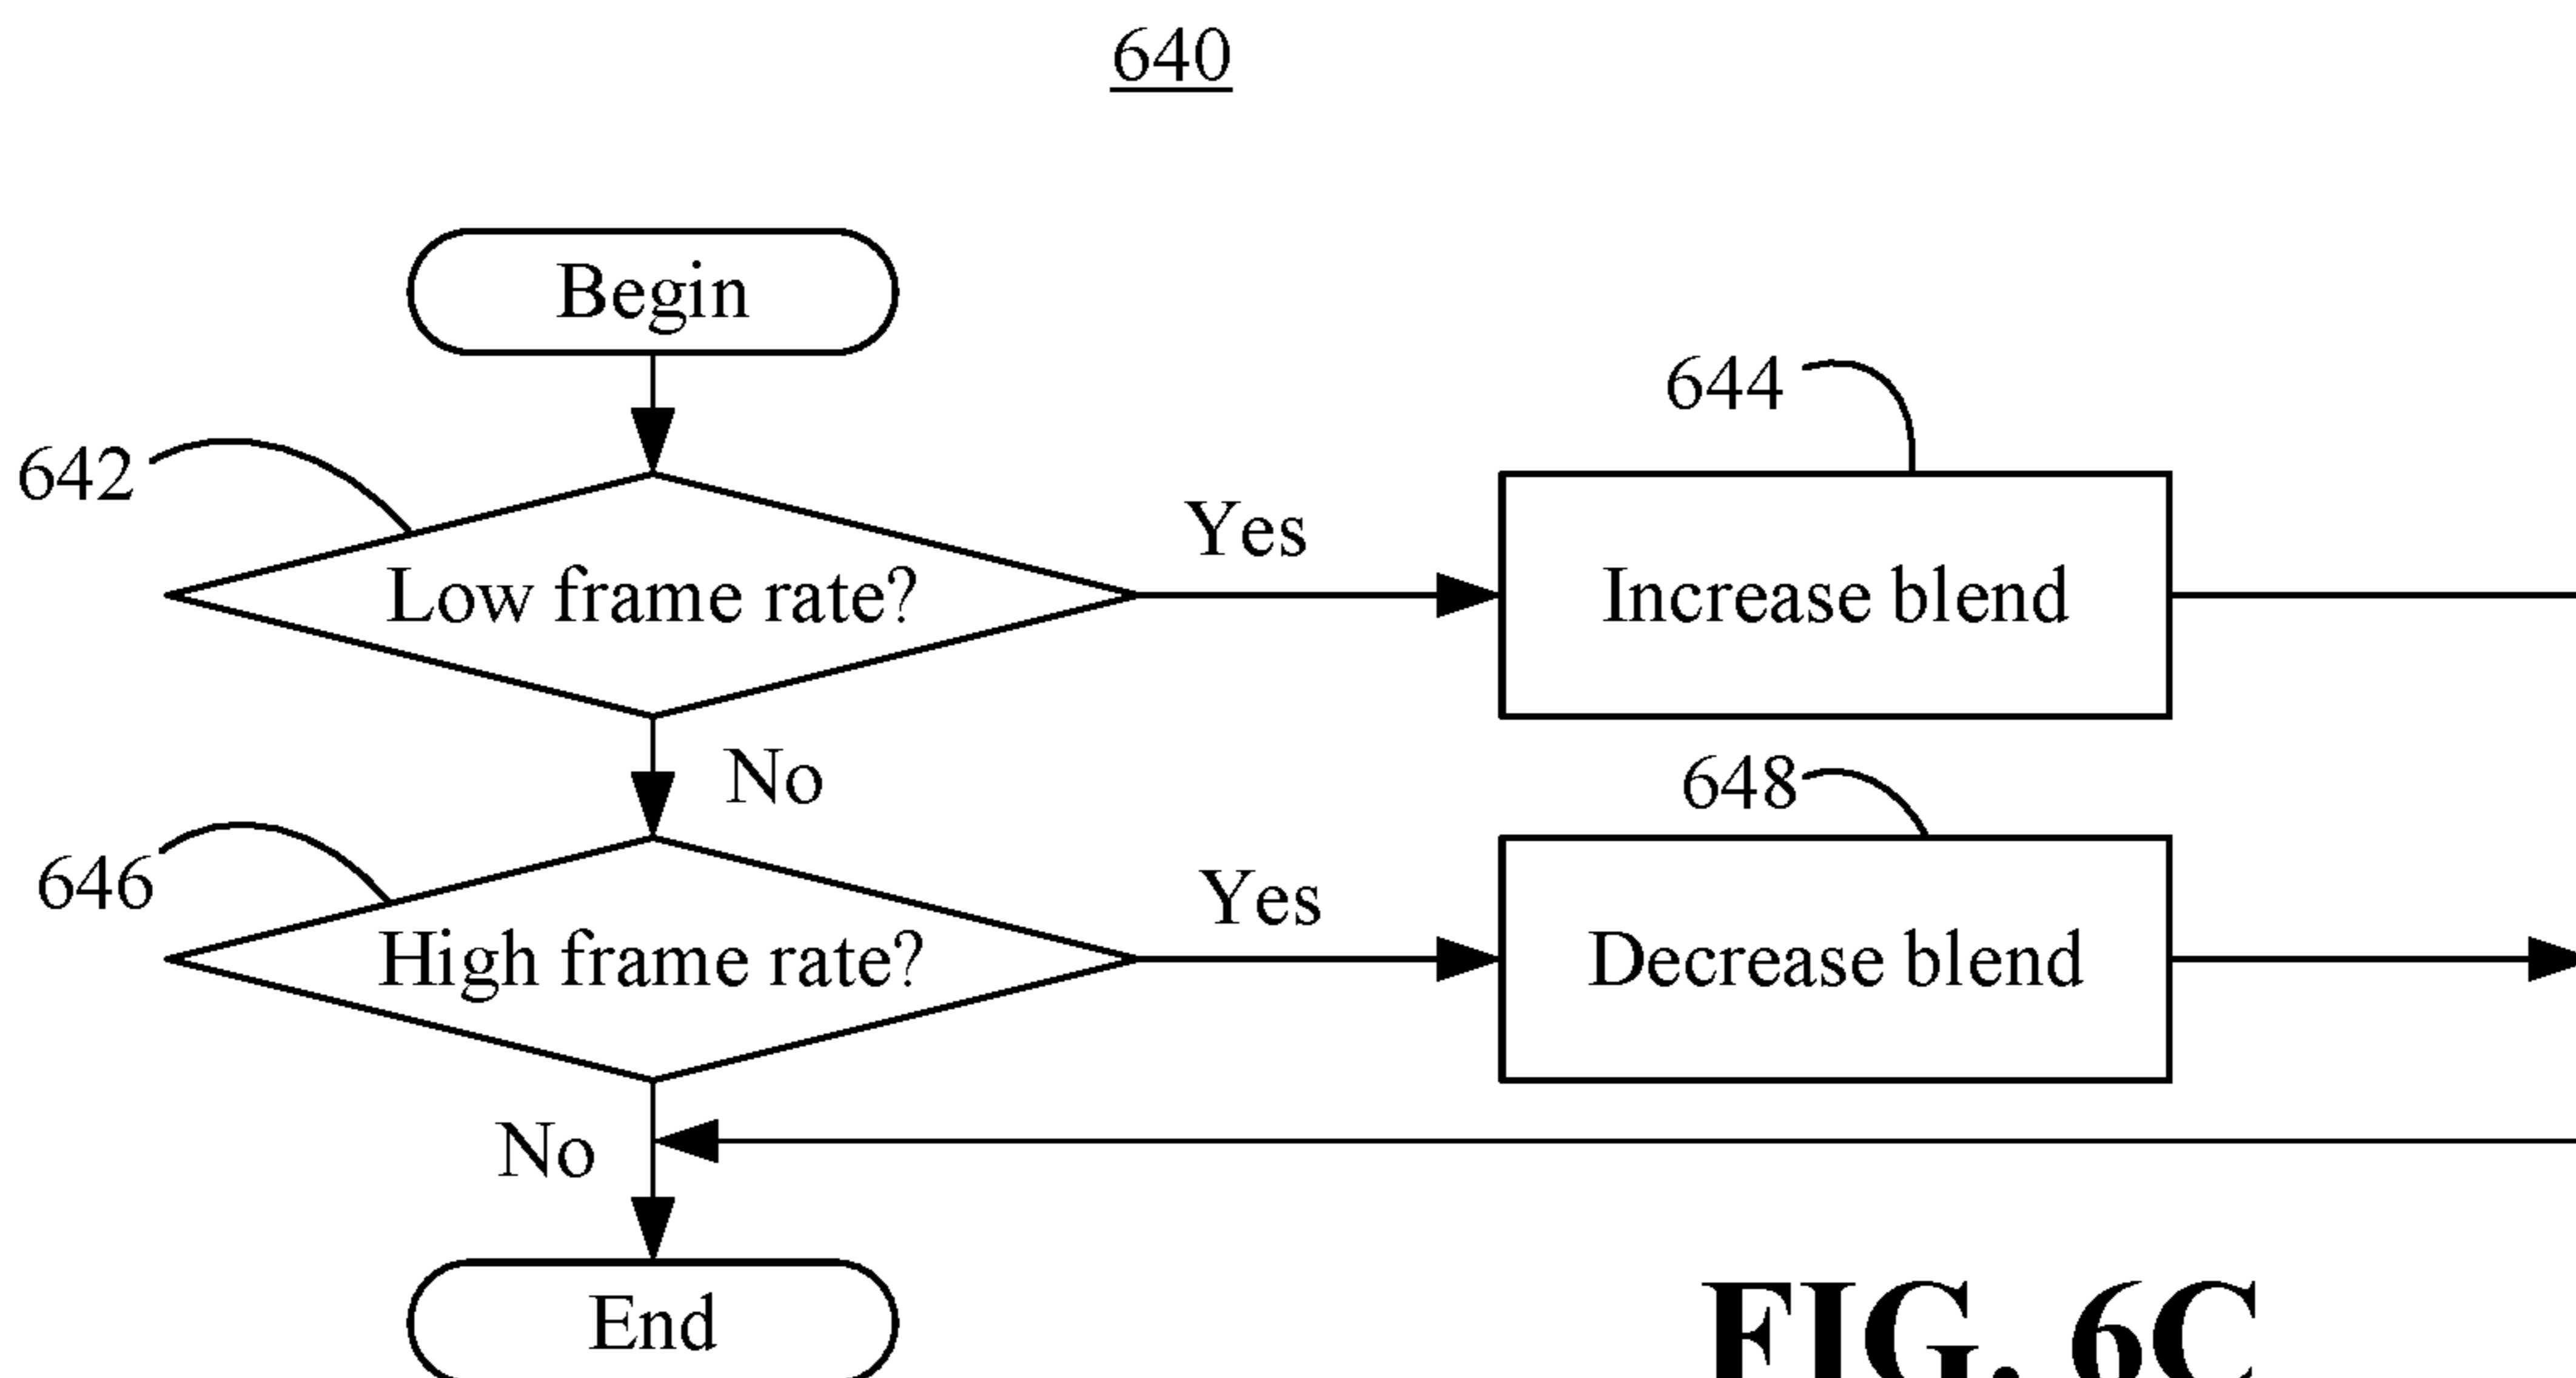 640
Begin
642
Low frame rate?
Yes
644
Increase blend
No
646
High frame rate?
Yes
648
Decrease blend
No
End
FIG. 6C